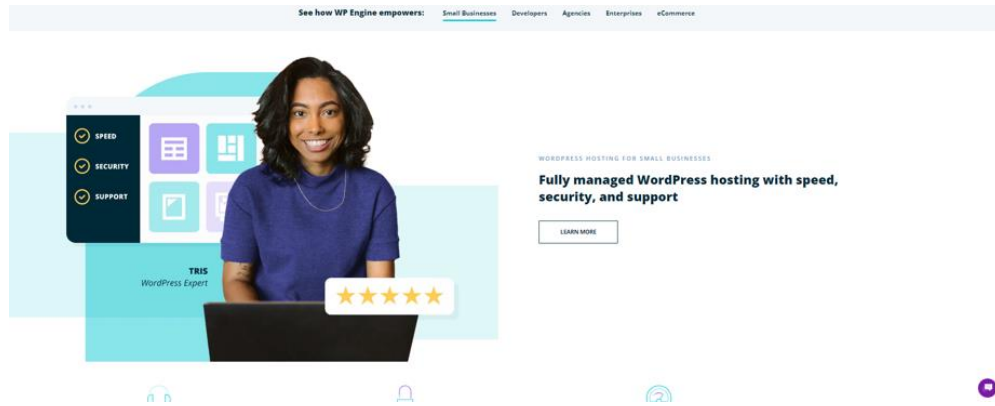 See how WP Engine empowers: Small Businesses Developers Agencies Enterprises eCommerce
SPEED
SECURITY
SUPPORT
TRIS
WordPress Expert
WORDPRESS HOSTING FOR SMALL BUSINESSES
Fully managed WordPress hosting with speed,
security, and support
LEARN MORE